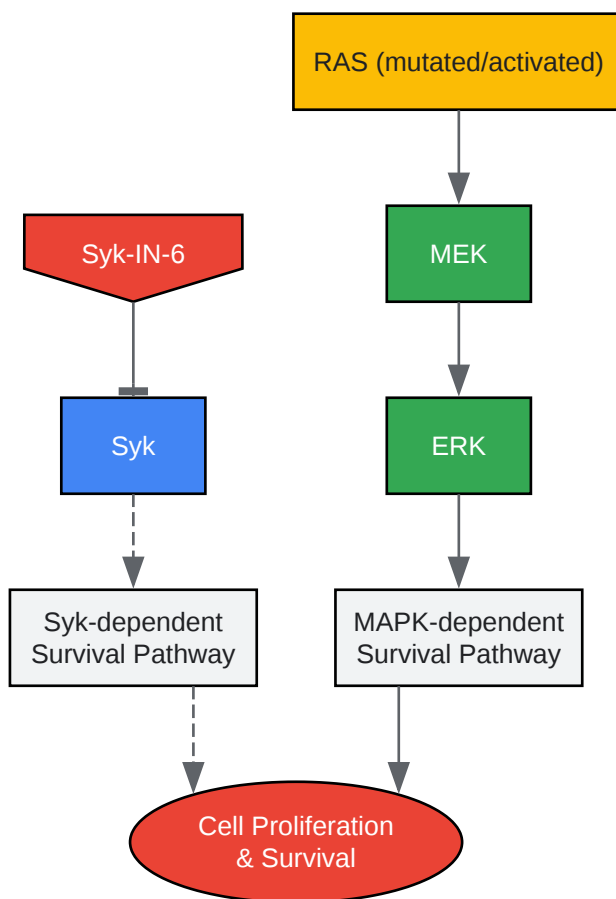 RAS (mutated/activated)
Syk-IN-6
MEK
Syk
ERK
Syk-dependent
Survival Pathway
MAPK-dependent
Survival Pathway
Cell Proliferation
& Survival